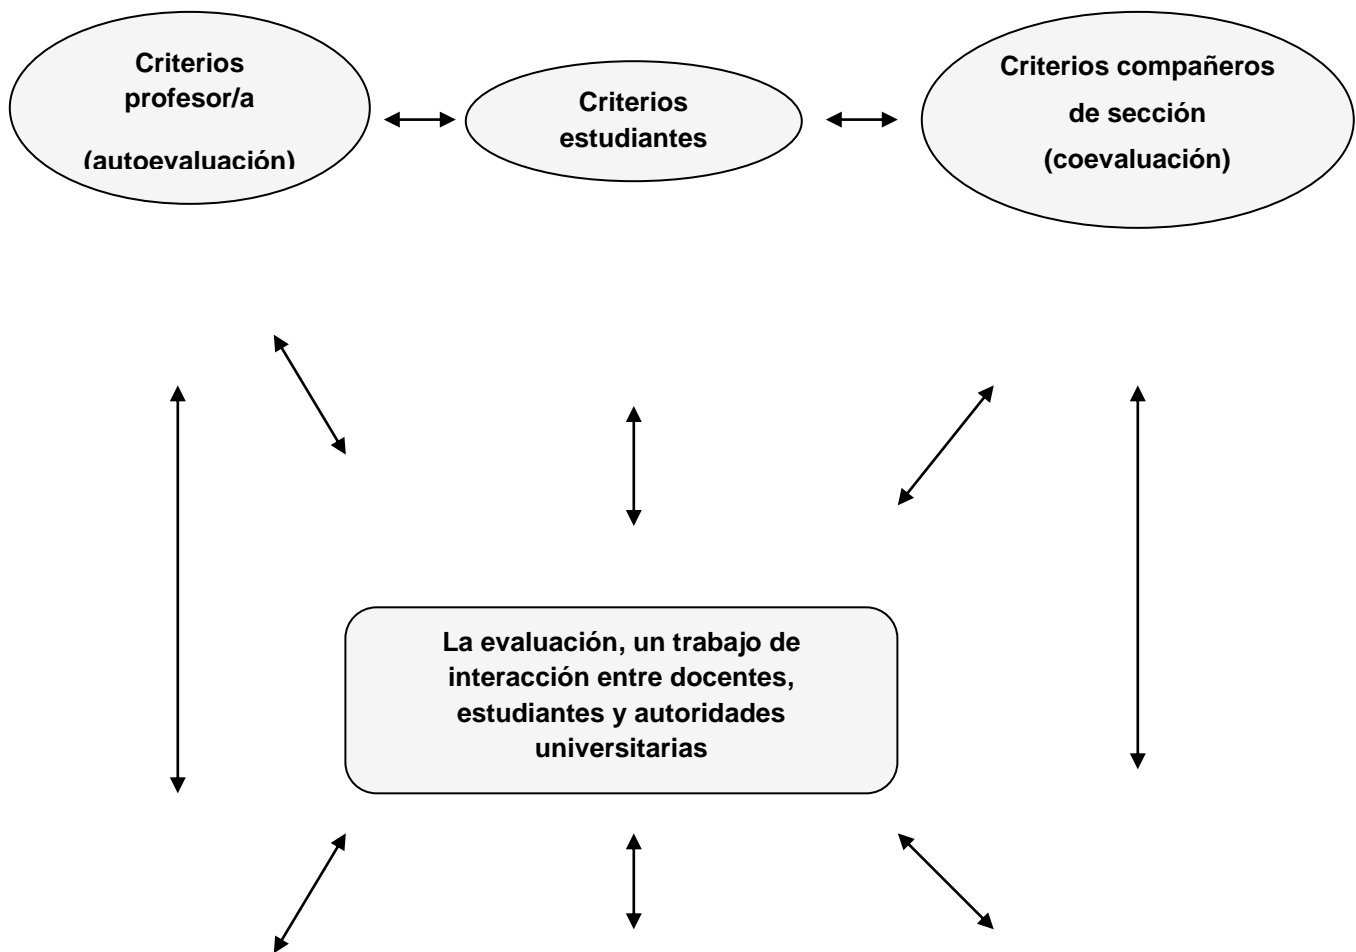 Criterios
profesor/a
(autoevaluación)
Criterios
estudiantes
Criterios compañeros
de sección
(coevaluación)
La evaluación, un trabajo de
interacción entre docentes,
estudiantes y autoridades
universitarias